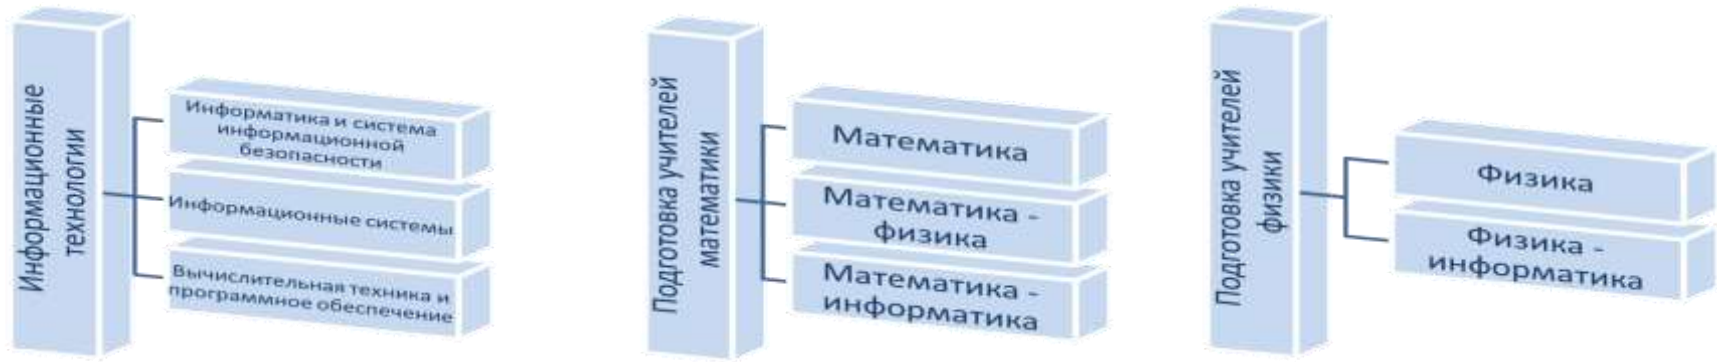 Информационные
технологии
Информатика и система
информационной
безопасности
Информационные системы
Вычислительная техника и
программное обеспечение
Подготовка учителей
математики
Математика
Математика -
физика
Математика -
информатика
Подготовка учителей
физики
Физика
Физика -
информатика